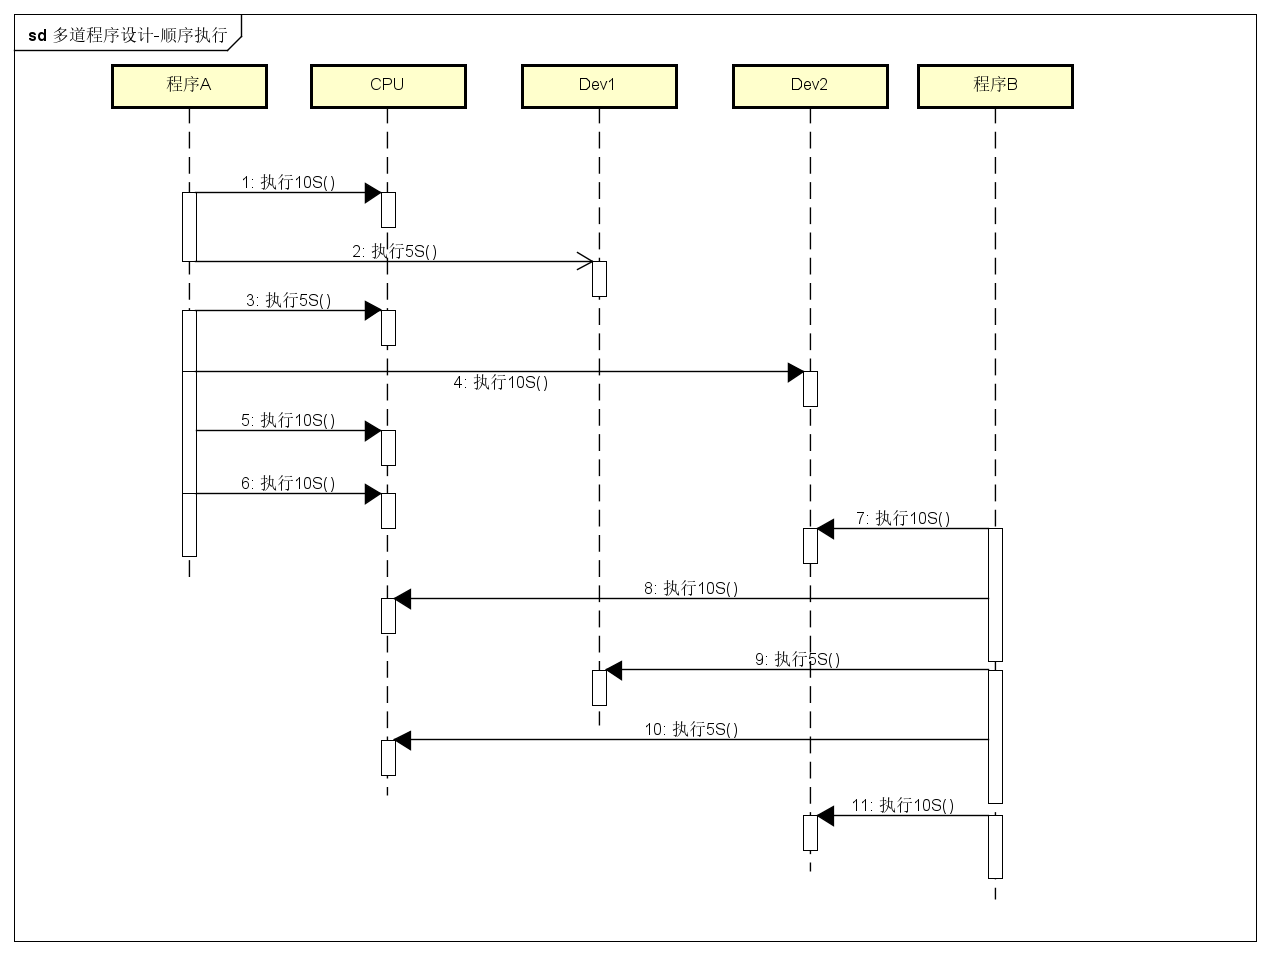 sd 多道程序设计-顺序执行
程序A
CPU
Dev1
Dev2
程序B
1: 执行10S()
2: 执行5S()
3: 执行5S()
4: 执行10S()
5: 执行10S()
6: 执行10S()
7: 执行10S()
8: 执行10S()
9: 执行5S()
10: 执行5S()
11: 执行10S()